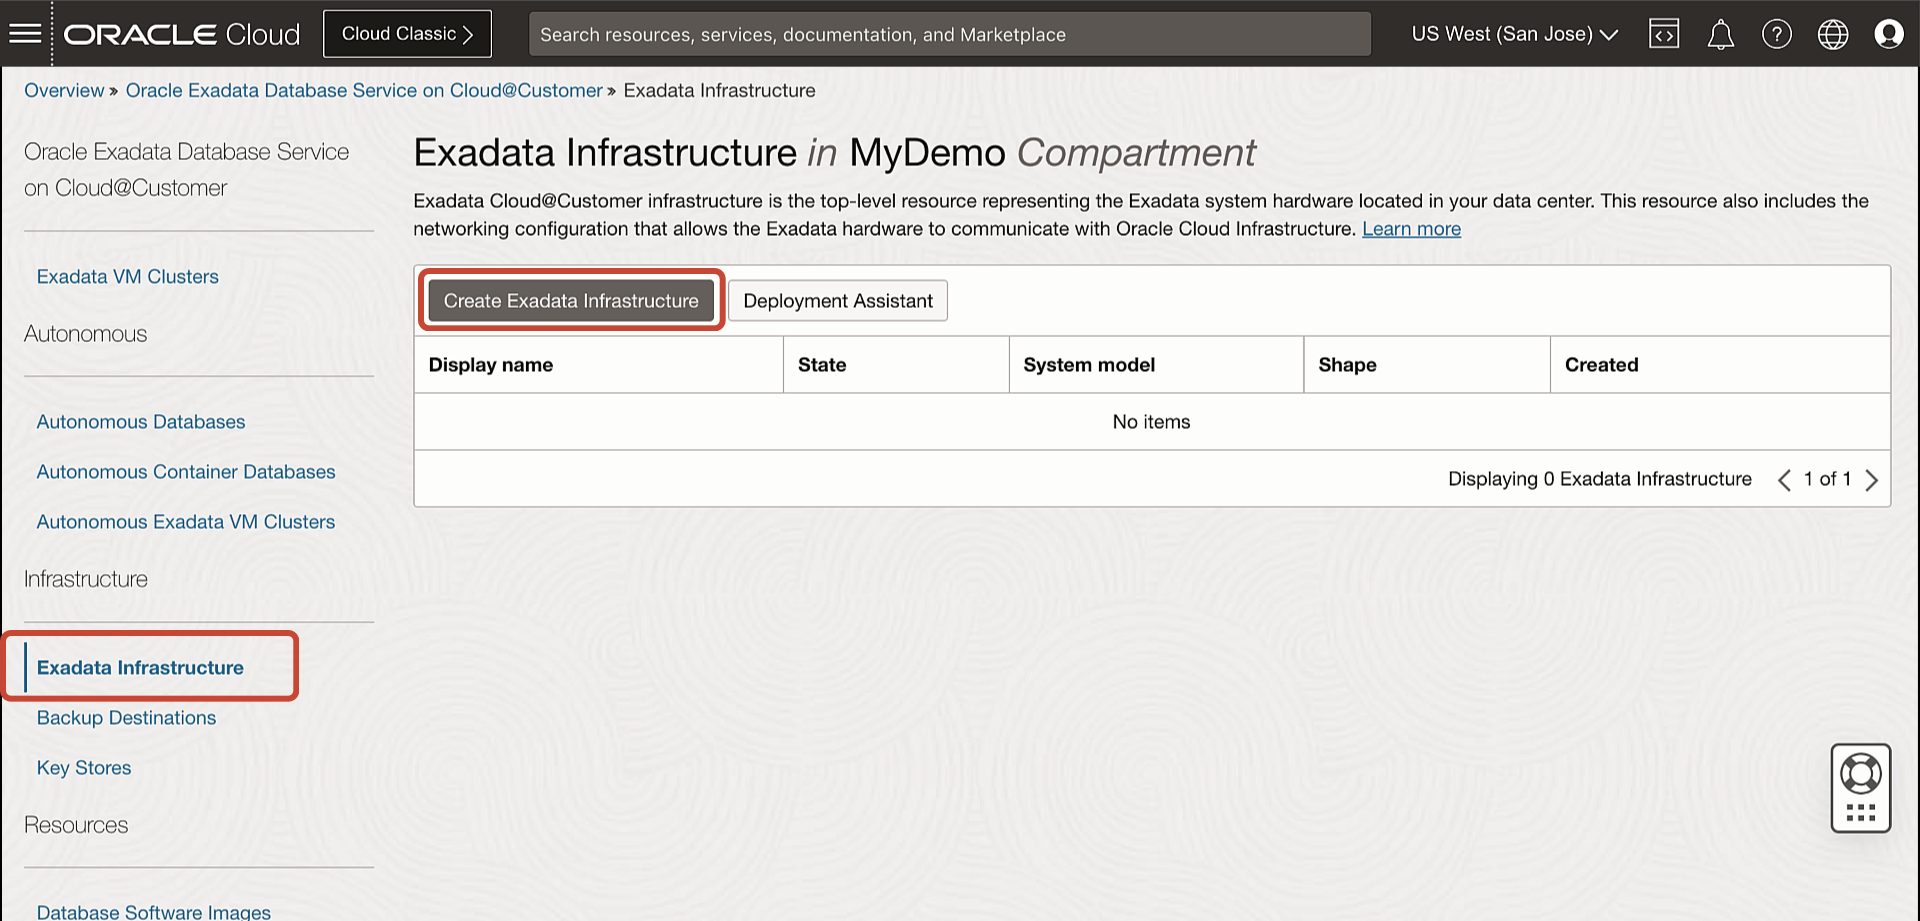 ORACLE Cloud
Cloud Classic
Search resources, services, documentation, and Marketplace
US West (San Jose)
Overview » Oracle Exadata Database Service on Cloud@Customer » Exadata Infrastructure
Oracle Exadata Database Service
on Cloud@Customer
Exadata VM Clusters
Autonomous
Autonomous Databases
Autonomous Container Databases
Autonomous Exadata VM Clusters
Infrastructure
Exadata Infrastructure
Backup Destinations
Key Stores
Resources
Database Software Images
Exadata Infrastructure in MyDemo Compartment
Exadata Cloud@Customer infrastructure is the top-level resource representing the Exadata system hardware located in your data center. This resource also includes the
networking configuration that allows the Exadata hardware to communicate with Oracle Cloud Infrastructure. Learn more
Create Exadata Infrastructure Deployment Assistant
Display name State System model Shape Created
No items
Displaying 0 Exadata Infrastructure 1 of 1